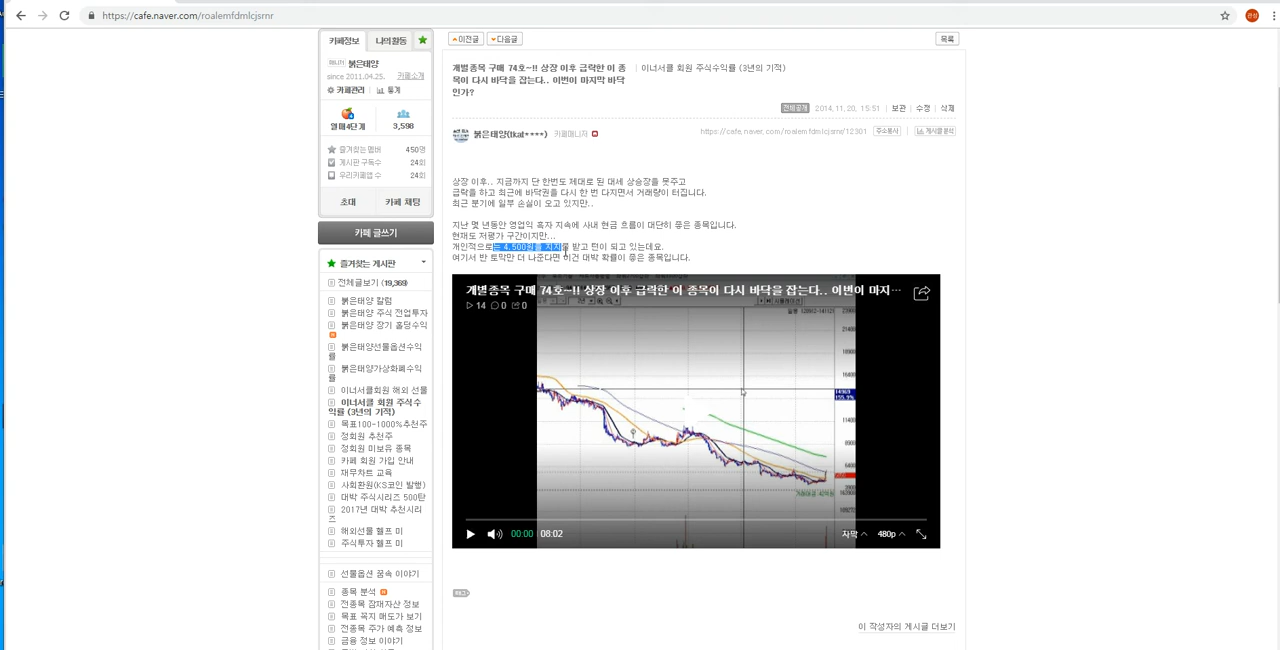 https://cafe.naver.com/roalemfdmlcjsrnr
카페정보 나의활동
매니저 붉은태양
since 2011.04.25. 카페소개
카페관리 통계
열매4단계 3,598
즐겨찾는 멤버 450명
게시판 구독수 24회
우리카페앱 수 24회
초대 카페 채팅
카페 글쓰기
즐겨찾는 게시판
전체글보기 (19,369)
붉은태양 칼럼
붉은태양 주식 전업투자
붉은태양 장기 홀딩수익
붉은태양선물옵션수익
률
붉은태양가상화폐수익
률
이너서클회원 해외 선물
이너서클 회원 주식수
익률 (3년의 기적)
목표100-1000%추천주
정회원 추천주
정회원 미보유 종목
카페 회원 가입 안내
재무차트 교육
사회환원(KS코인 발행)
대박 주식시리즈 500탄
2017년 대박 추천시리
즈
해외선물 헬프 미
주식투자 헬프 미
선물옵션 꿈속 이야기
종목 분석
전종목 잠재자산 정보
목표 꼭지 매도가 보기
전종목 주가 예측 정보
금융 정보 이야기
이전글 다음글 목록
개별종목 구매 74호~!! 상장 이후 급락한 이 종
목이 다시 바닥을 잡는다.. 이번이 마지막 바닥
인가?
이너서클 회원 주식수익률 (3년의 기적)
전체공개 2014.11.20. 15:51 보관 수정 삭제
붉은태양(tkat****) 카페매니저
https://cafe.naver.com/roalemfdmlcjsrnr/12301 주소복사 게시글 분석
상장 이후.. 지금까지 단 한번도 제대로 된 대세 상승장을 못주고
급락을 하고 최근에 바닥권을 다시 한 번 다지면서 거래량이 터집니다.
최근 분기에 일부 손실이 오고 있지만..
지난 몇 년동안 영업익 흑자 지속에 사내 현금 흐름이 대단히 좋은 종목입니다.
현재도 저평가 구간이지만...
개인적으로는 4,500원을 지지를 받고 턴이 되고 있는데요.
여기서 반 토막만 더 나준다면 이건 대박 확률이 좋은 종목입니다.
개별종목 구매 74호~!! 상장 이후 급락한 이 종목이 다시 바닥을 잡는다.. 이번이 마지...
14 0 0
00:00 08:02 자막 480p
태그
이 작성자의 게시글 더보기